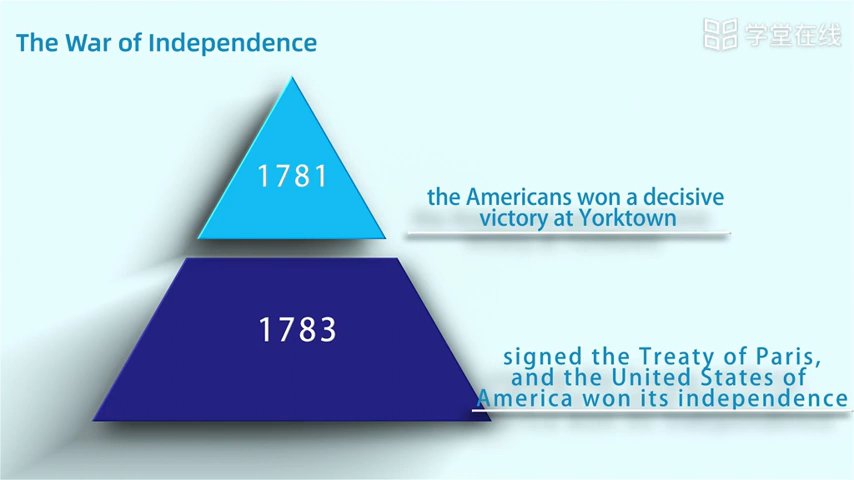 The War of Independence
学堂在线
1781
the Americans won a decisive
victory at Yorktown
1783
signed the Treaty of Paris,
and the United States of
America won its independence